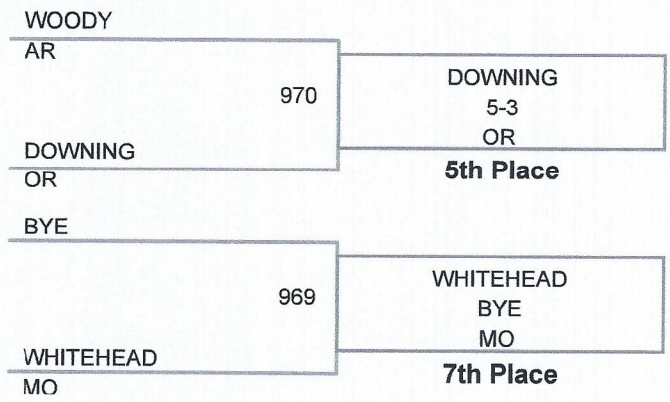 WOODY
AR
970
DOWNING
OR
DOWNING
5-3
OR
5th Place
BYE
969
WHITEHEAD
MO
WHITEHEAD
BYE
MO
7th Place